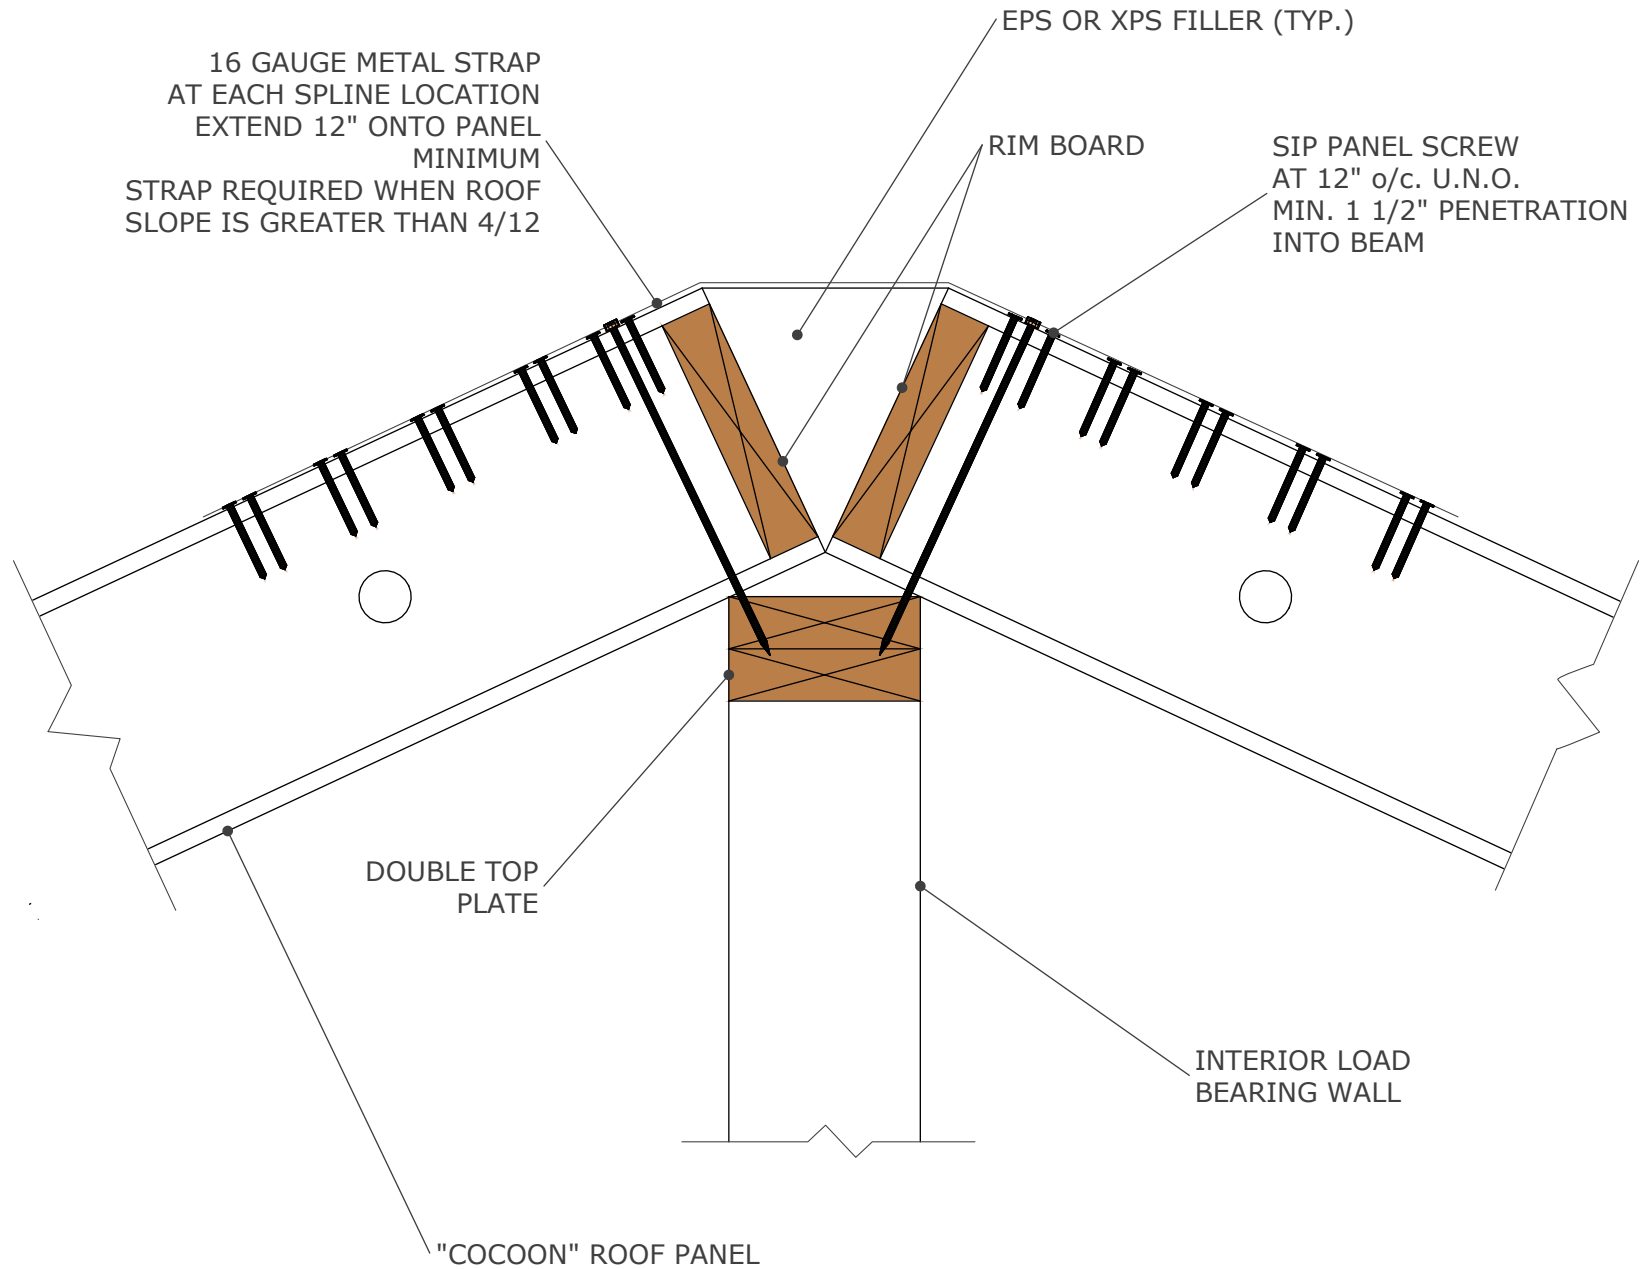 EPS OR XPS FILLER (TYP.)
16 GAUGE METAL STRAP
AT EACH SPLINE LOCATION
EXTEND 12" ONTO PANEL
MINIMUM
STRAP REQUIRED WHEN ROOF
SLOPE IS GREATER THAN 4/12
RIM BOARD
SIP PANEL SCREW
AT 12" o/c. U.N.O.
MIN. 1 1/2" PENETRATION
INTO BEAM
DOUBLE TOP
PLATE
INTERIOR LOAD
BEARING WALL
"COCOON" ROOF PANEL